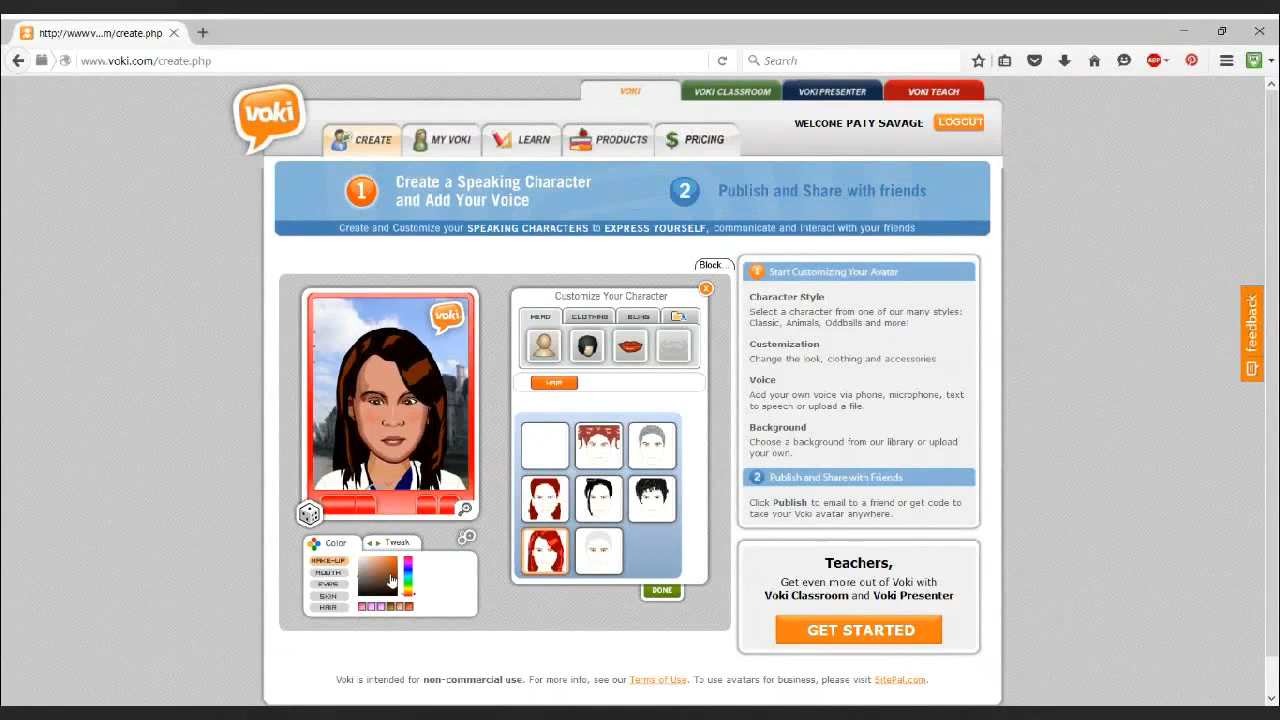 http://www.v...m/create.php
www.voki.com/create.php
Search
ABP
VOKI
VOKI CLASSROOM
VOKI PRESENTER
VOKI TEACH
voki
WELCOME PATY SAVAGE
LOGOUT
CREATE
MY VOKI
LEARN
PRODUCTS
$ PRICING
1
Create a Speaking Character
and Add Your Voice
2
Publish and Share with friends
Create and Customize your SPEAKING CHARACTERS to EXPRESS YOURSELF, communicate and interact with your friends
Block...
voki
Customize Your Character
X
HEAD
CLOTHING
BLING
HAIR
DONE
Color
Tweak
MAKE-UP
MOUTH
EYES
SKIN
HAIR
1 Start Customizing Your Avatar
Character Style
Select a character from one of our many styles:
Classic, Animals, Oddballs and more!
Customization
Change the look, clothing and accessories
Voice
Add your own voice via phone, microphone, text
to speech or upload a file.
Background
Choose a background from our library or upload
your own.
2 Publish and Share with Friends
Click Publish to email to a friend or get code to
take your Voki avatar anywhere.
Teachers,
Get even more out of Voki with
Voki Classroom and Voki Presenter
GET STARTED
feedback
Voki is intended for non-commercial use. For more info, see our Terms of Use. To use avatars for business, please visit SitePal.com.